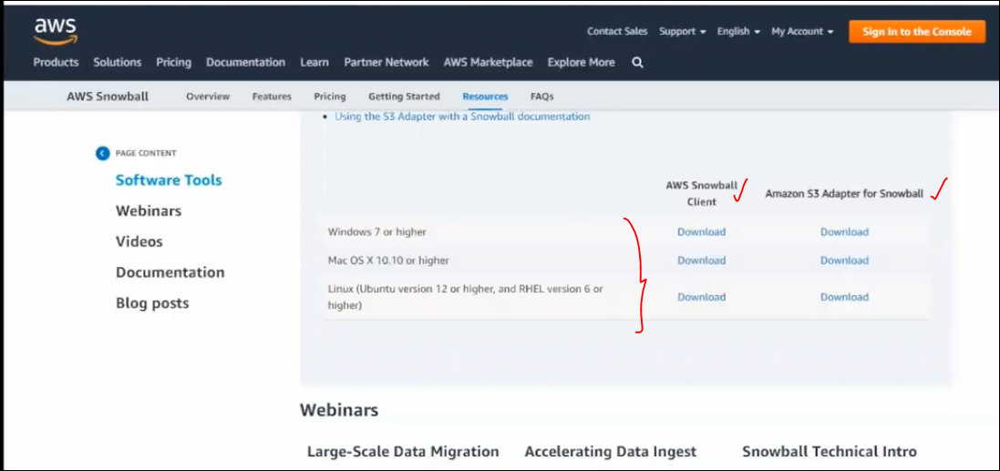 aws
Contact Sales Support English My Account Sign In to the Console
Products Solutions Pricing Documentation Learn Partner Network AWS Marketplace Explore More
AWS Snowball Overview Features Pricing Getting Started Resources FAQs
• Using the S3 Adapter with a Snowball documentation
PAGE CONTENT
Software Tools
Webinars
Videos
Documentation
Blog posts
AWS Snowball
Client
Amazon S3 Adapter for Snowball
Windows 7 or higher Download Download
Mac OS X 10.10 or higher Download Download
Linux (Ubuntu version 12 or higher, and RHEL version 6 or
higher)
Download Download
Webinars
Large-Scale Data Migration Accelerating Data Ingest Snowball Technical Intro